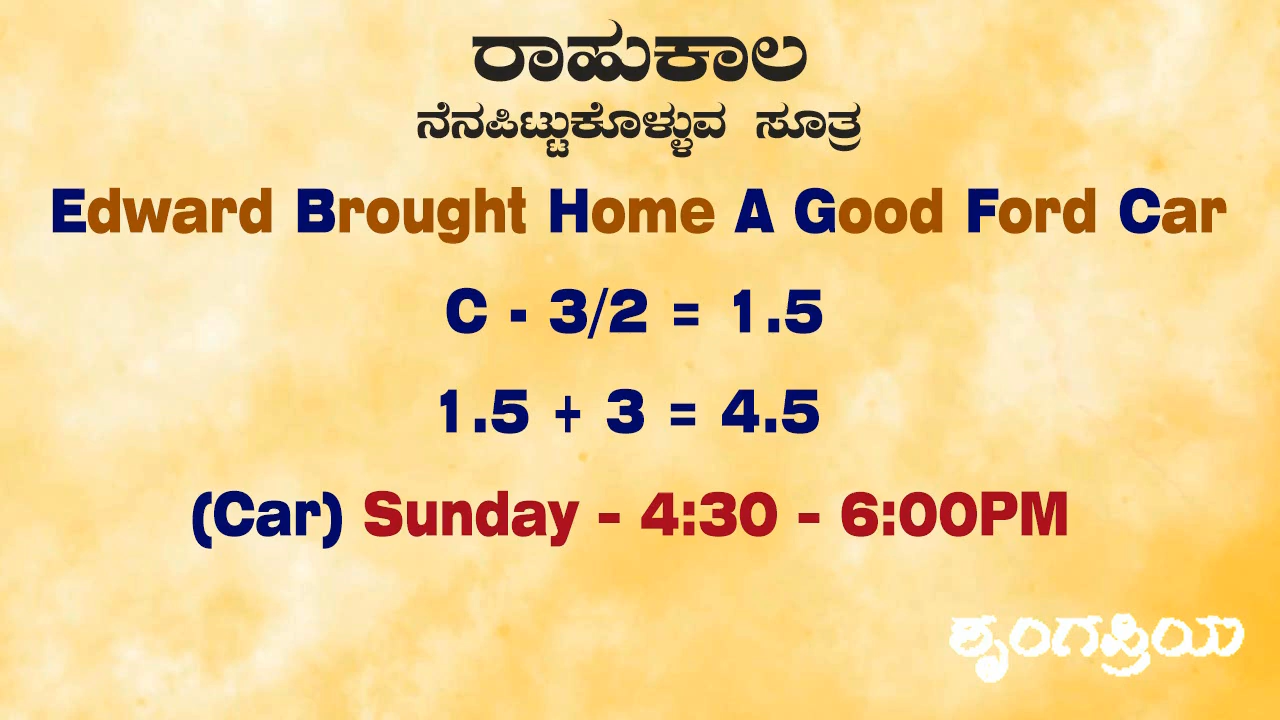 ರಾಹುಕಾಲ
ನೆನಪಿಟ್ಟುಕೊಳ್ಳುವ ಸೂತ್ರ
Edward Brought Home A Good Ford Car
C - 3/2 = 1.5
1.5 + 3 = 4.5
(Car) Sunday - 4:30 - 6:00PM
ಶೃಂಗಪ್ರಿಯ